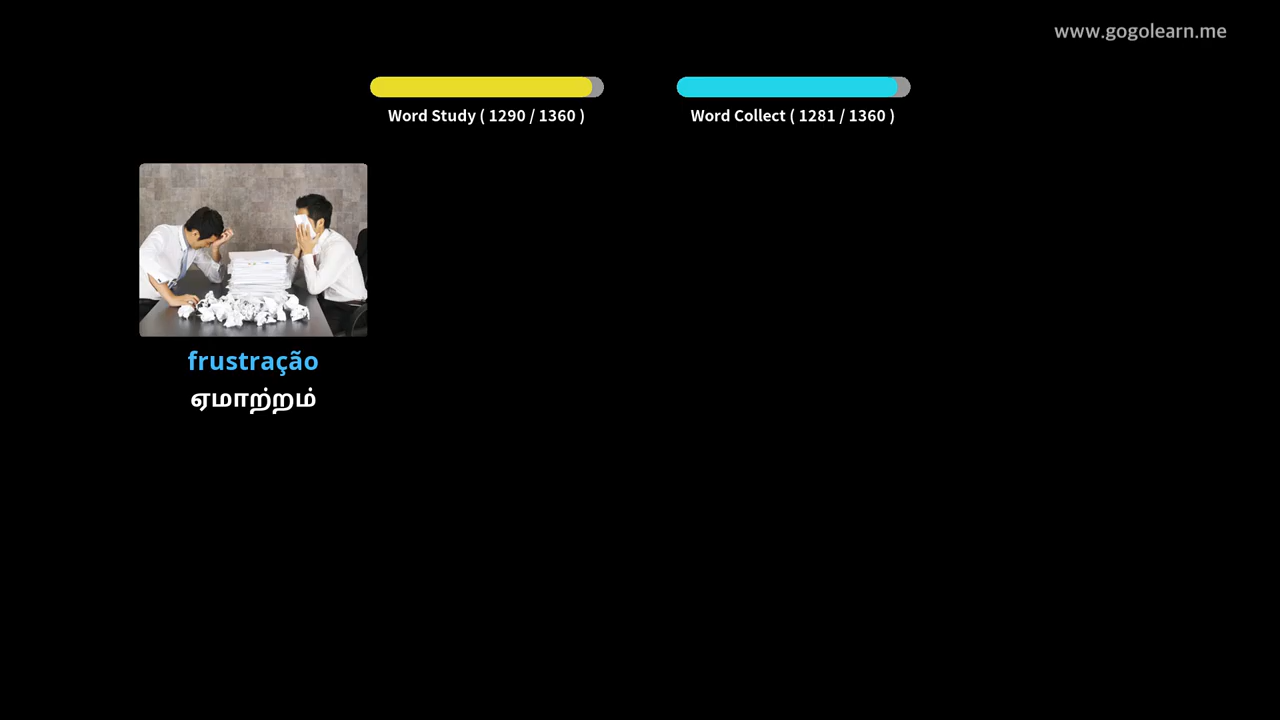 www.gogolearn.me
Word Study ( 1290 / 1360 )
Word Collect ( 1281 / 1360 )
frustração
ஏமாற்றம்